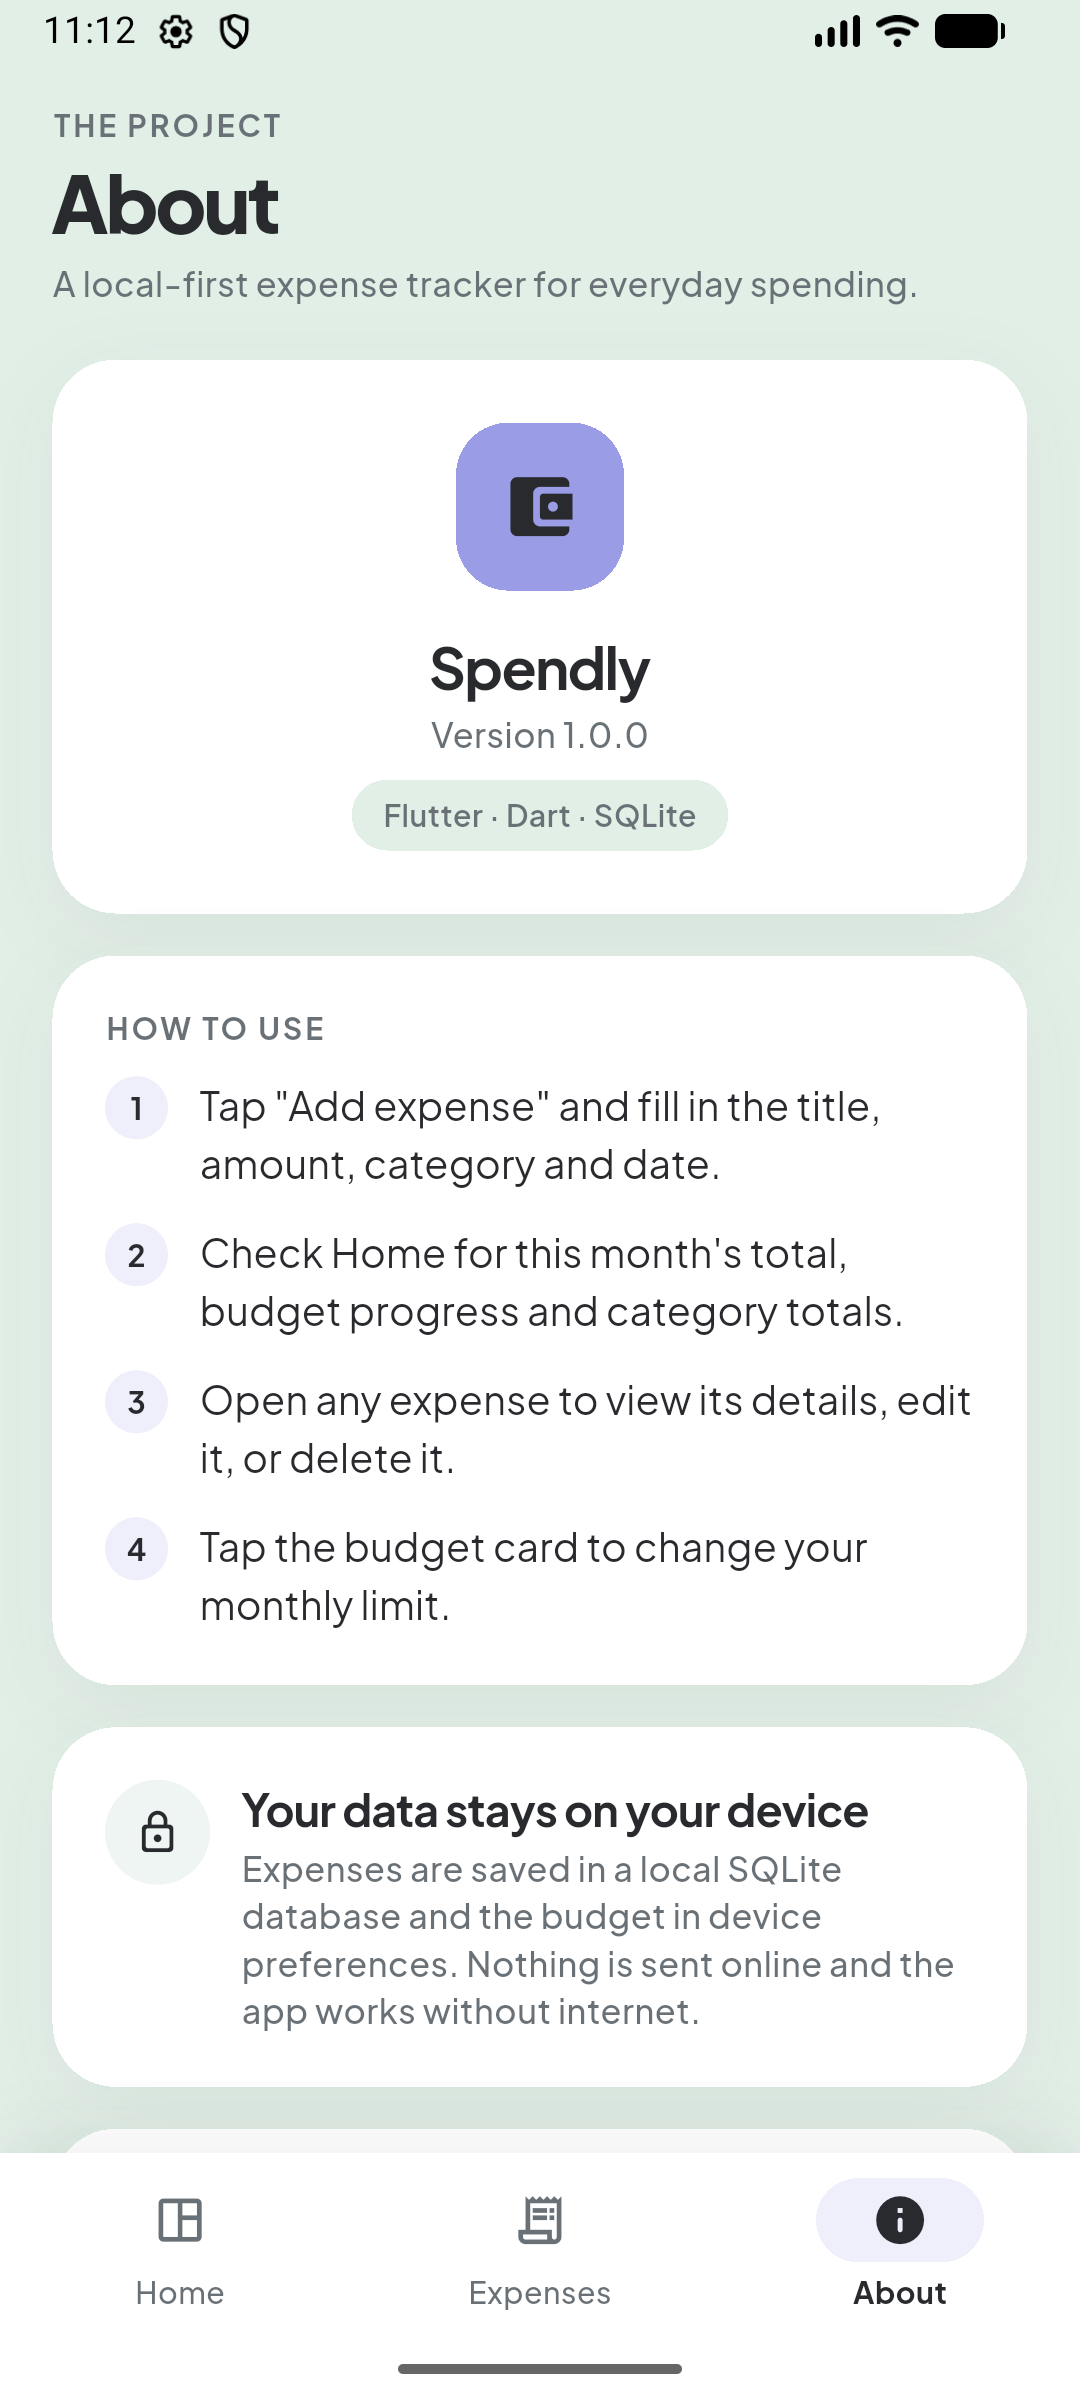 11:12
THE PROJECT
About
A local-first expense tracker for everyday spending.
Spendly
Version 1.0.0
Flutter · Dart · SQLite
HOW TO USE
1 Tap "Add expense" and fill in the title,
amount, category and date.
2 Check Home for this month's total,
budget progress and category totals.
3 Open any expense to view its details, edit
it, or delete it.
4 Tap the budget card to change your
monthly limit.
Your data stays on your device
Expenses are saved in a local SQLite
database and the budget in device
preferences. Nothing is sent online and the
app works without internet.
Home Expenses About